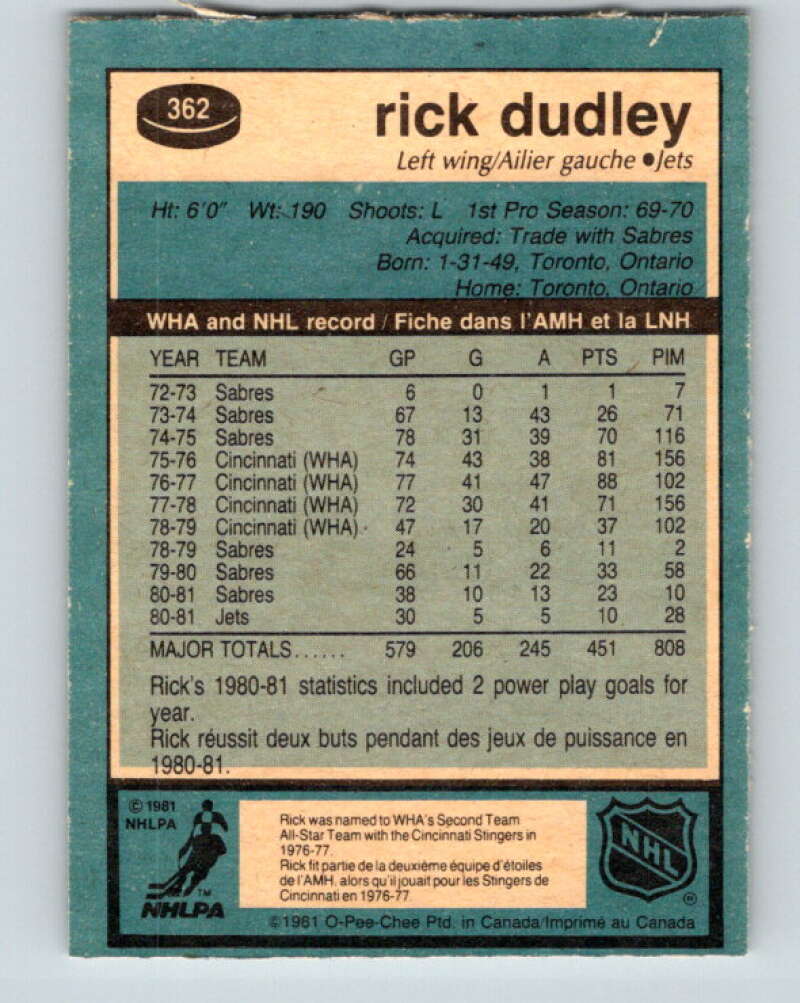 362
rick dudley
Left wing/Ailier gauche ●Jets
Ht: 6'0" Wt: 190 Shoots: L 1st Pro Season: 69-70
Acquired: Trade with Sabres
Born: 1-31-49, Toronto, Ontario
Home: Toronto, Ontario
WHA and NHL record / Fiche dans l'AMH et la LNH
YEAR TEAM GP G A PTS PIM
72-73 Sabres 6 0 1 1 7
73-74 Sabres 67 13 43 26 71
74-75 Sabres 78 31 39 70 116
75-76 Cincinnati (WHA) 74 43 38 81 156
76-77 Cincinnati (WHA) 77 41 47 88 102
77-78 Cincinnati (WHA) 72 30 41 71 156
78-79 Cincinnati (WHA) 47 17 20 37 102
78-79 Sabres 24 5 6 11 2
79-80 Sabres 66 11 22 33 58
80-81 Sabres 38 10 13 23 10
80-81 Jets 30 5 5 10 28
MAJOR TOTALS...... 579 206 245 451 808
Rick's 1980-81 statistics included 2 power play goals for
year.
Rick réussit deux buts pendant des jeux de puissance en
1980-81.
© 1981
NHLPA
TM
NHLPA
Rick was named to WHA's Second Team
All-Star Team with the Cincinnati Stingers in
1976-77.
Rick fit partie de la deuxième équipe d'étoiles
de l'AMH, alors qu'il jouait pour les Stingers de
Cincinnati en 1976-77.
NHL
®
©1981 O-Pee-Chee Ptd. in Canada/Imprimé au Canada